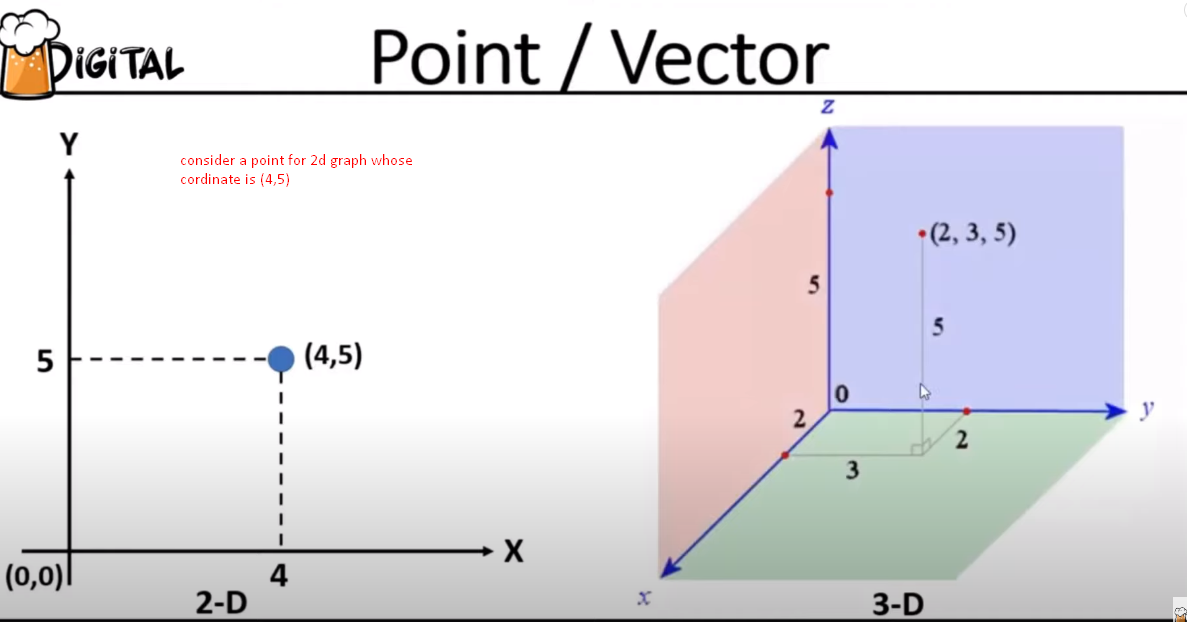 DiGiTAL
Point / Vector
Y
consider a point for 2d graph whose
cordinate is (4,5)
5
(4,5)
X
(0,0)
4
2-D
z
(2, 3, 5)
5
5
0
y
2
2
3
x
3-D